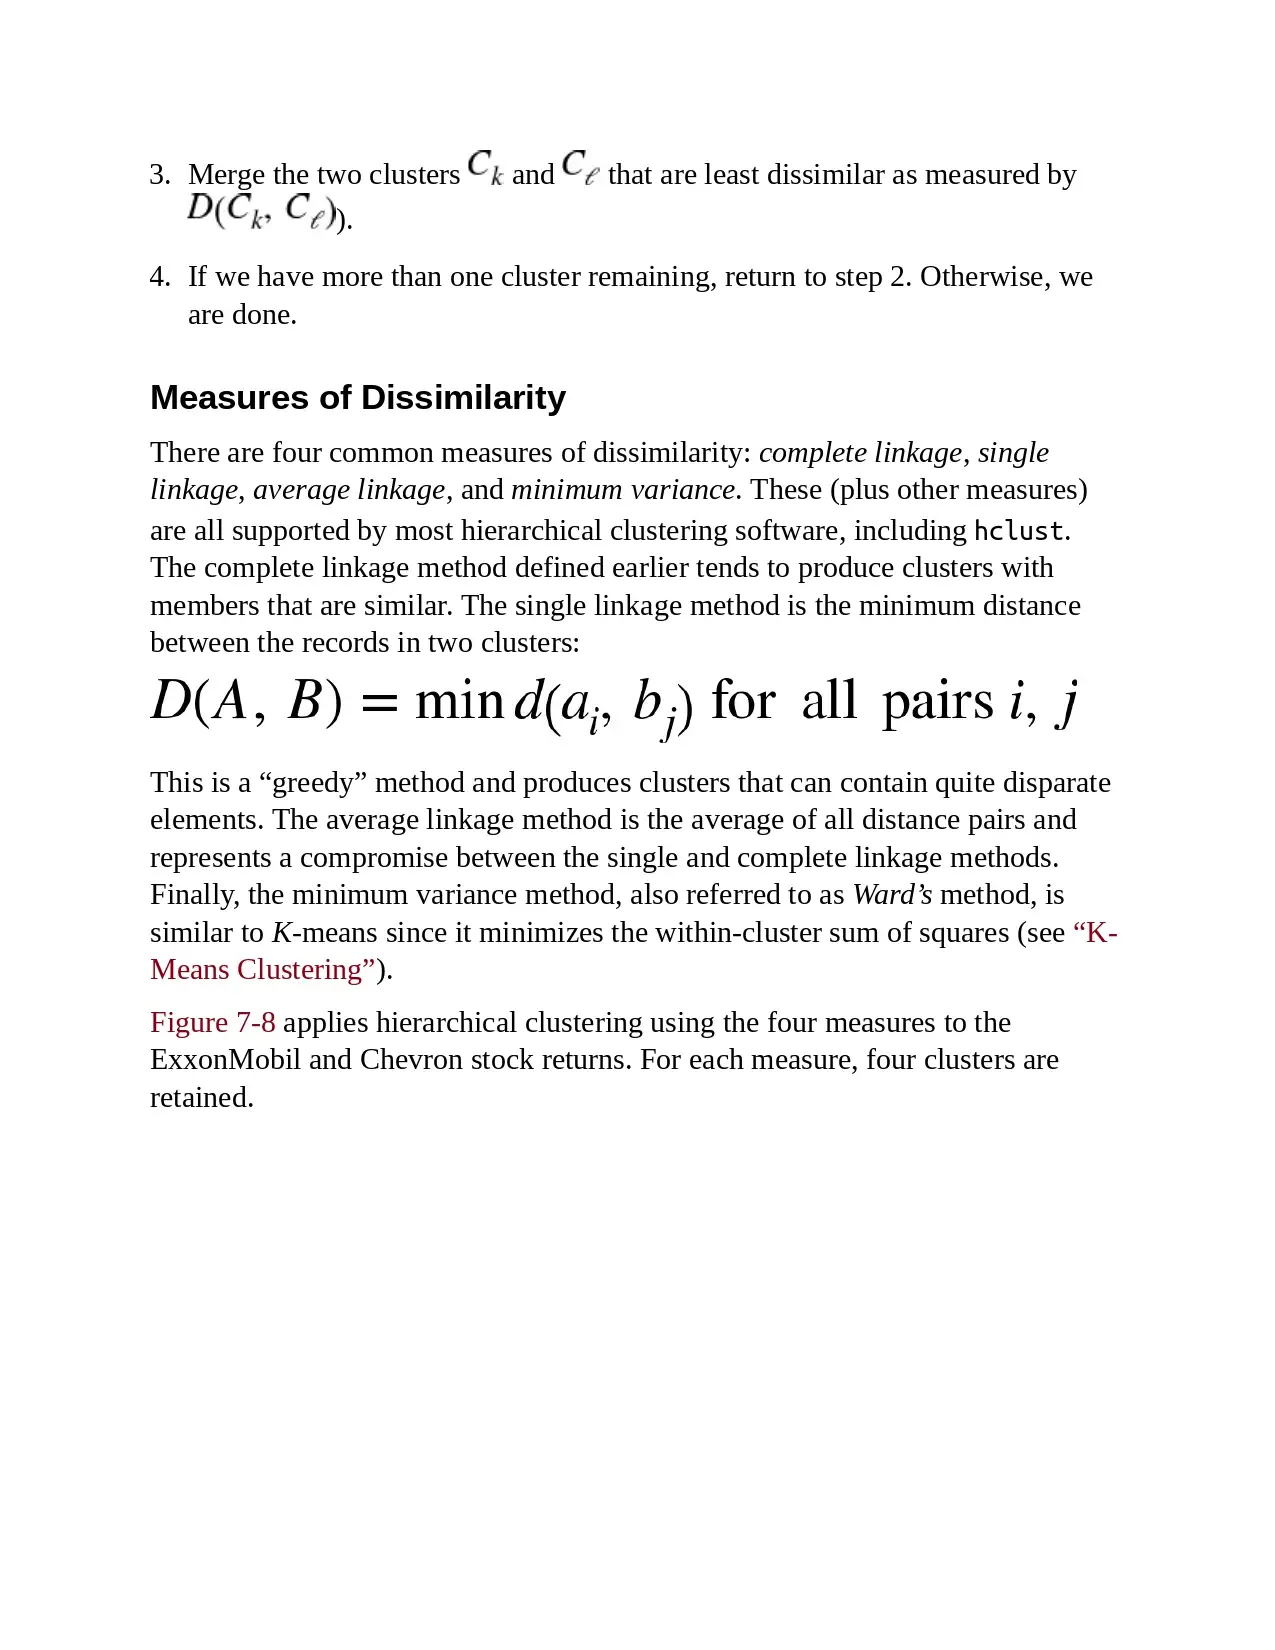 3. Merge the two clusters Cₖ and C_ℓ that are least dissimilar as measured by
D(Cₖ, C_ℓ)).
4. If we have more than one cluster remaining, return to step 2. Otherwise, we
are done.
Measures of Dissimilarity
There are four common measures of dissimilarity: complete linkage, single
linkage, average linkage, and minimum variance. These (plus other measures)
are all supported by most hierarchical clustering software, including hclust.
The complete linkage method defined earlier tends to produce clusters with
members that are similar. The single linkage method is the minimum distance
between the records in two clusters:
D(A, B) = min d(aᵢ, bⱼ) for all pairs i, j
This is a “greedy” method and produces clusters that can contain quite disparate
elements. The average linkage method is the average of all distance pairs and
represents a compromise between the single and complete linkage methods.
Finally, the minimum variance method, also referred to as Ward’s method, is
similar to K-means since it minimizes the within-cluster sum of squares (see “K-
Means Clustering”).
Figure 7-8 applies hierarchical clustering using the four measures to the
ExxonMobil and Chevron stock returns. For each measure, four clusters are
retained.